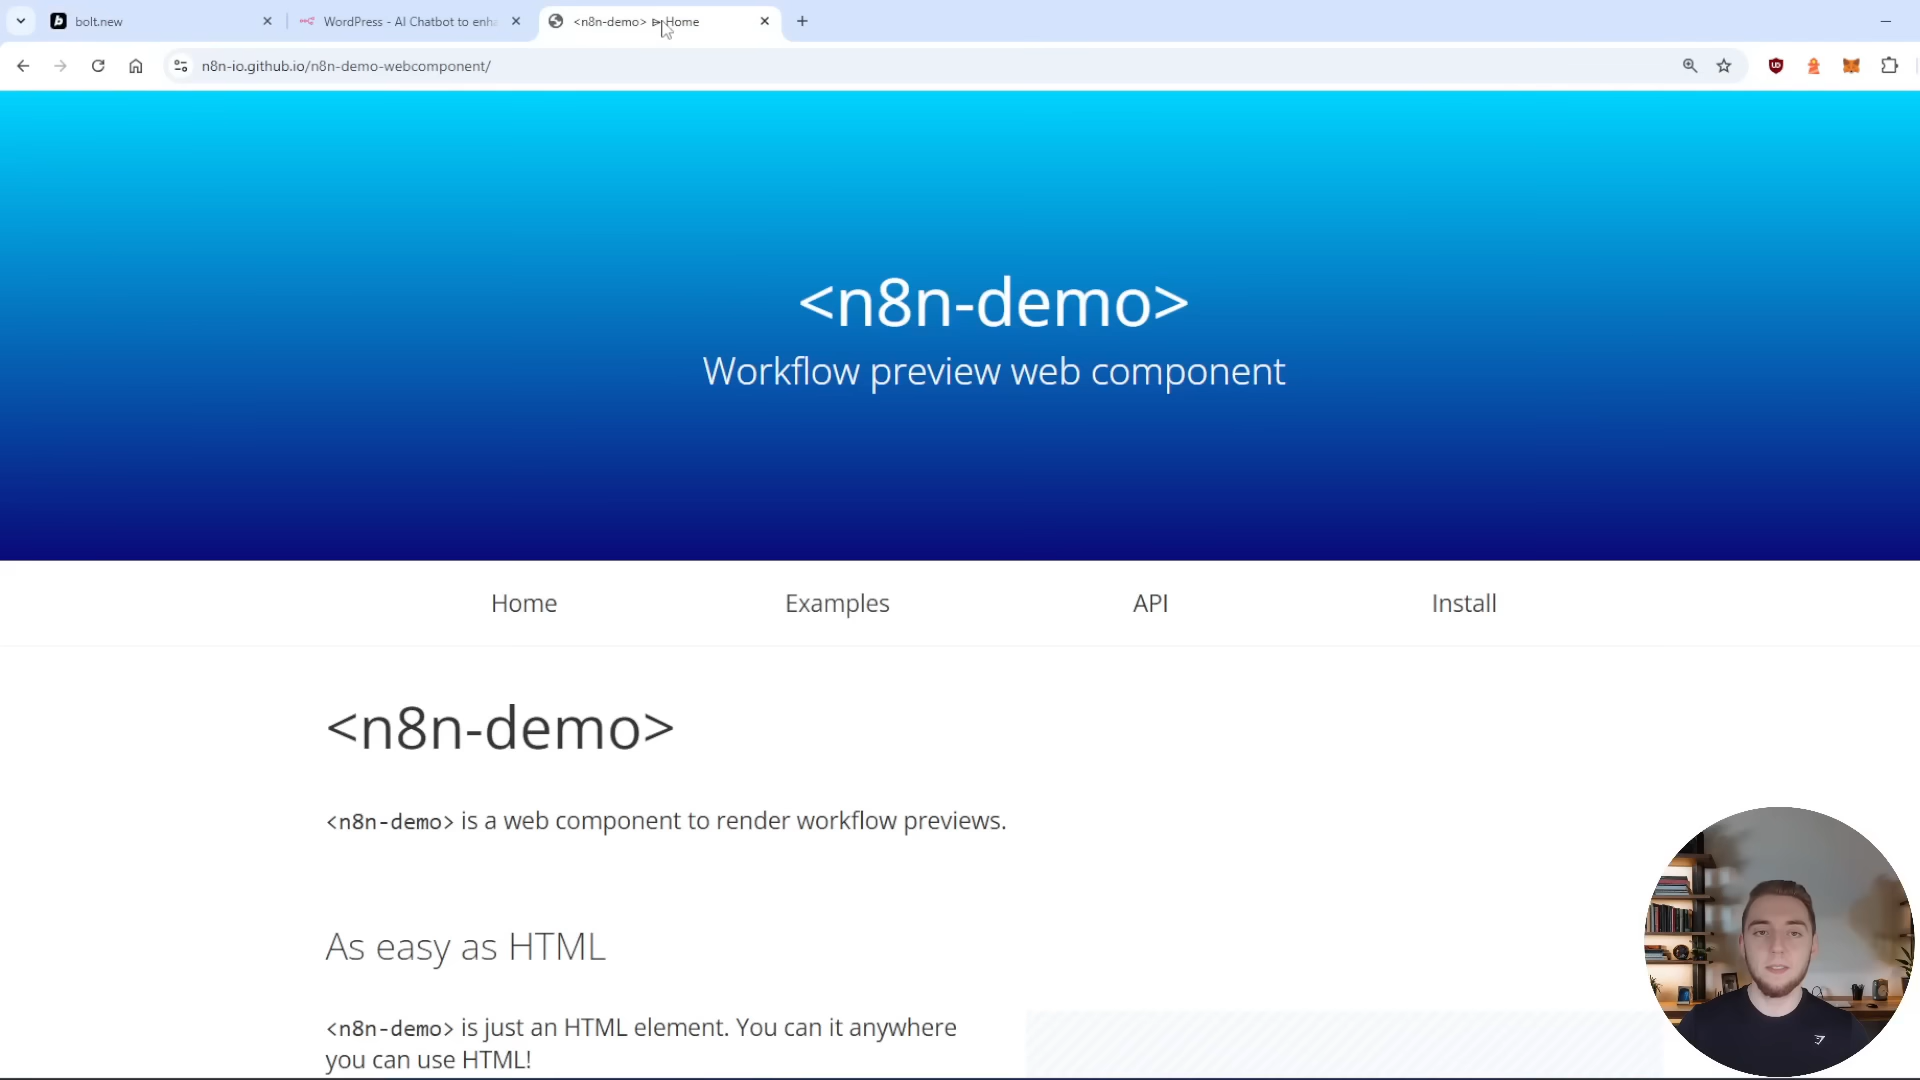 bolt.new
WordPress - AI Chatbot to enha
<n8n-demo> ⊳ Home
n8n-io.github.io/n8n-demo-webcomponent/
<n8n-demo>
Workflow preview web component
Home
Examples
API
Install
<n8n-demo>
<n8n-demo> is a web component to render workflow previews.
As easy as HTML
<n8n-demo> is just an HTML element. You can it anywhere
you can use HTML!